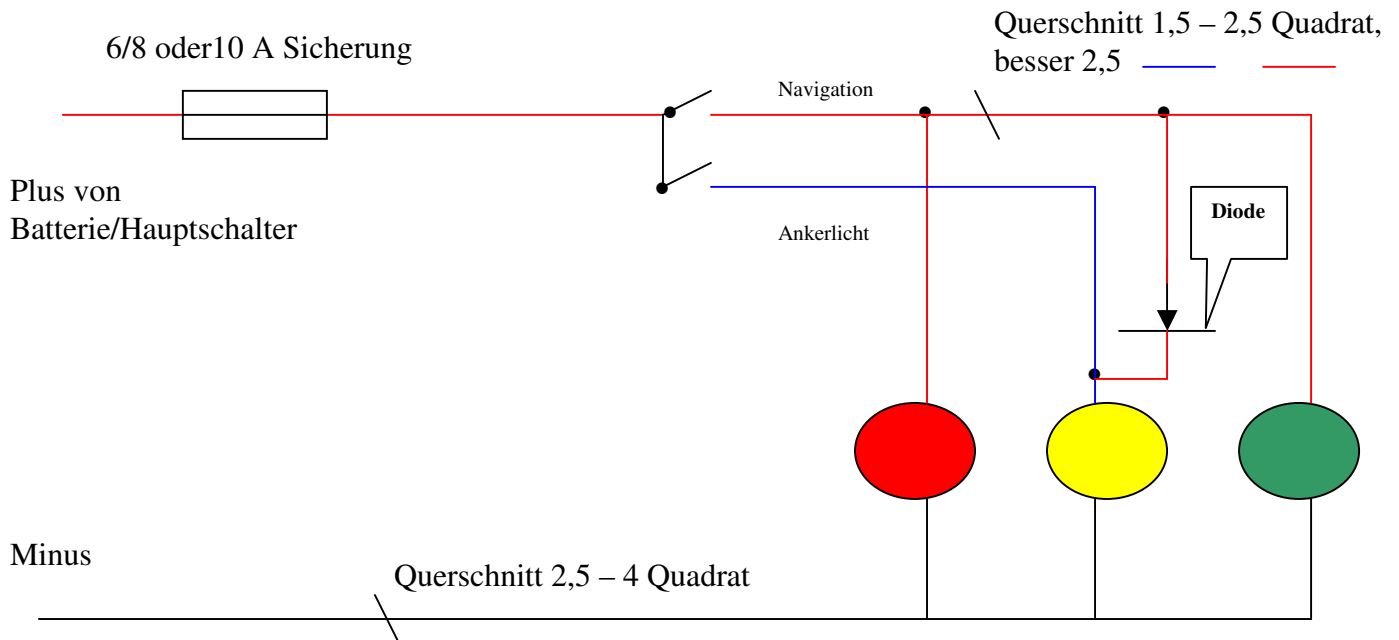 Querschnitt 1,5 – 2,5 Quadrat,
besser 2,5
6/8 oder10 A Sicherung
Navigation
Plus von
Batterie/Hauptschalter
Diode
Ankerlicht
Minus
Querschnitt 2,5 – 4 Quadrat